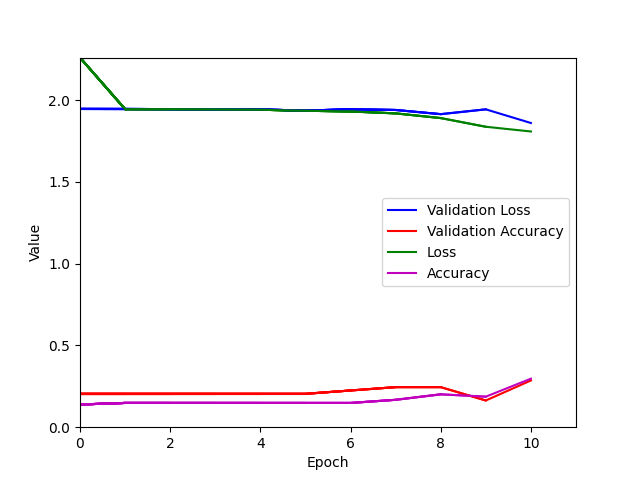 2.0
1.5
1.0
0.5
0.0
Value
0 2 4 6 8 10
Epoch
Validation Loss
Validation Accuracy
Loss
Accuracy